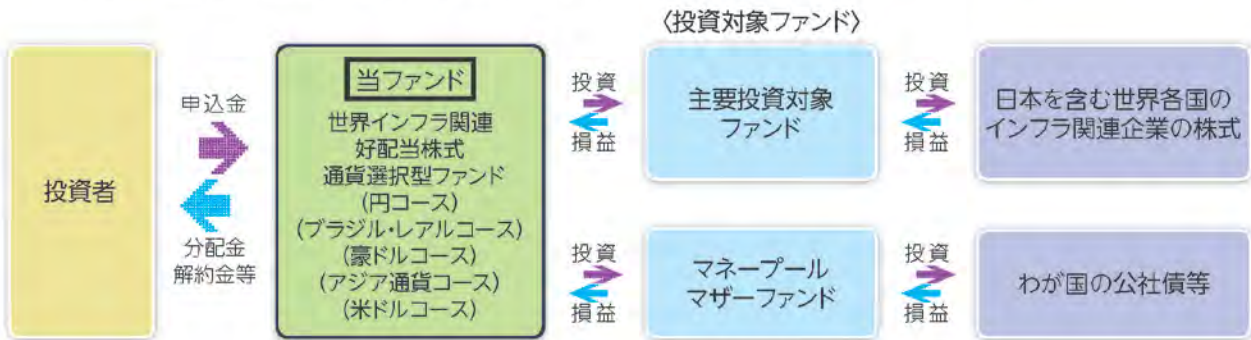 〈投資対象ファンド〉
投資者
申込金
分配金
解約金等
当ファンド
世界インフラ関連
好配当株式
通貨選択型ファンド
(円コース)
(ブラジル・レアルコース)
(豪ドルコース)
(アジア通貨コース)
(米ドルコース)
投資
損益
主要投資対象
ファンド
投資
損益
日本を含む世界各国の
インフラ関連企業の株式
投資
損益
マネープール
マザーファンド
投資
損益
わが国の公社債等